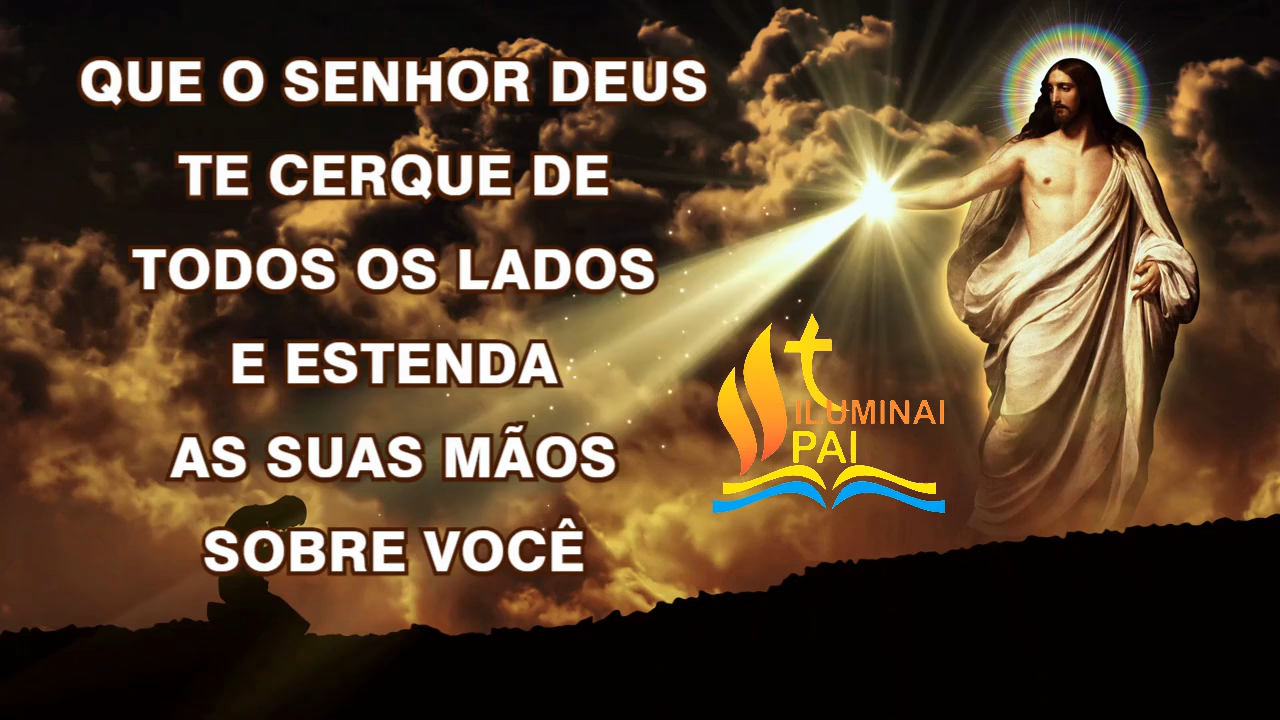 QUE O SENHOR DEUS
TE CERQUE DE
TODOS OS LADOS
E ESTENDA
AS SUAS MÃOS
SOBRE VOCÊ
ILUMINAI
PAI